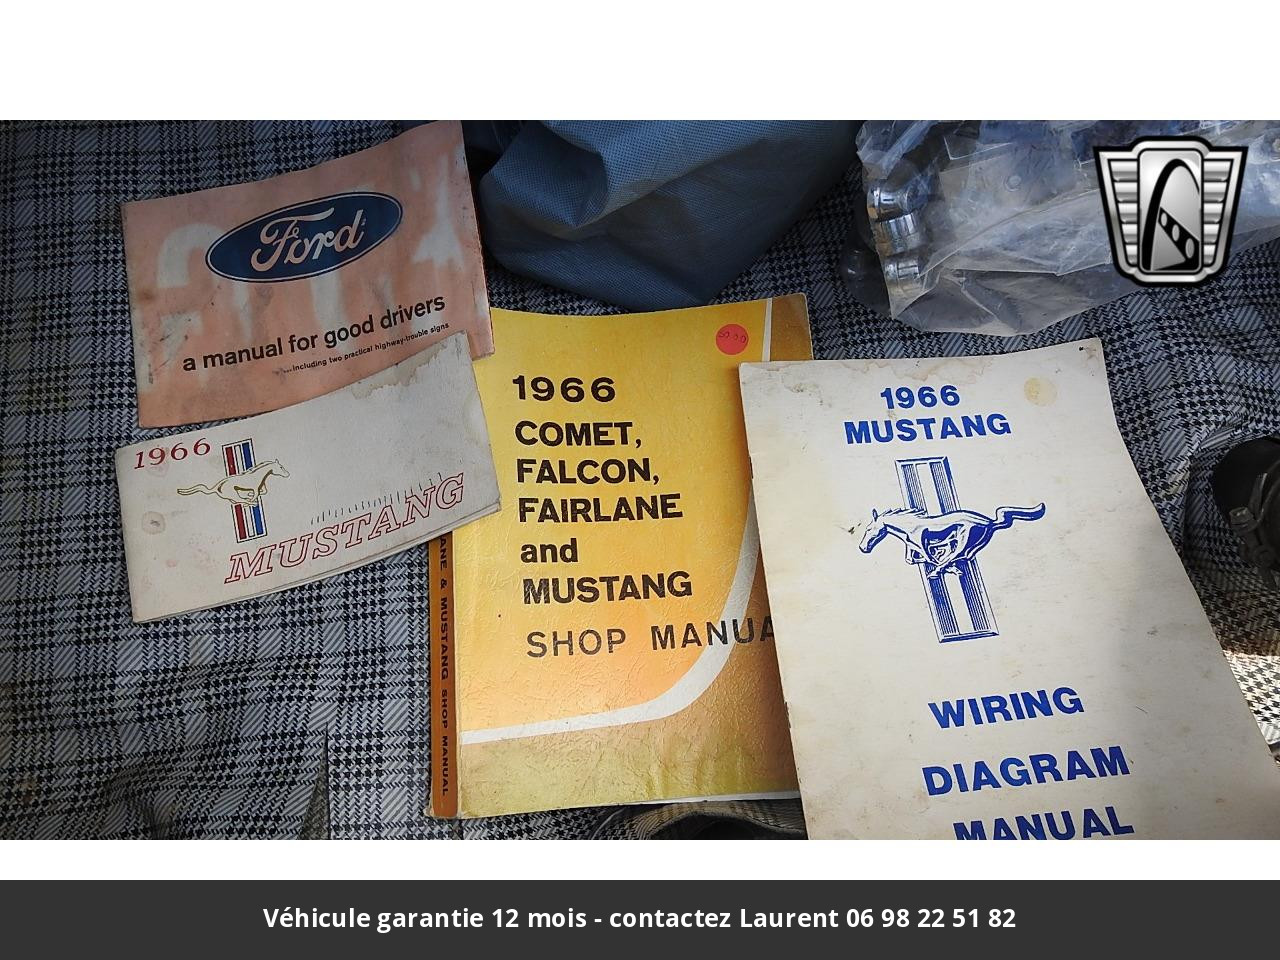 Ford
a manual for good drivers
...including two practical highway-trouble signs
1966
MUSTANG
1966
COMET,
FALCON,
FAIRLANE
and
MUSTANG
SHOP MANUA
ANE & MUSTANG SHOP MANUAL
1966
MUSTANG
WIRING
DIAGRAM
MANUAL
Véhicule garantie 12 mois - contactez Laurent 06 98 22 51 82